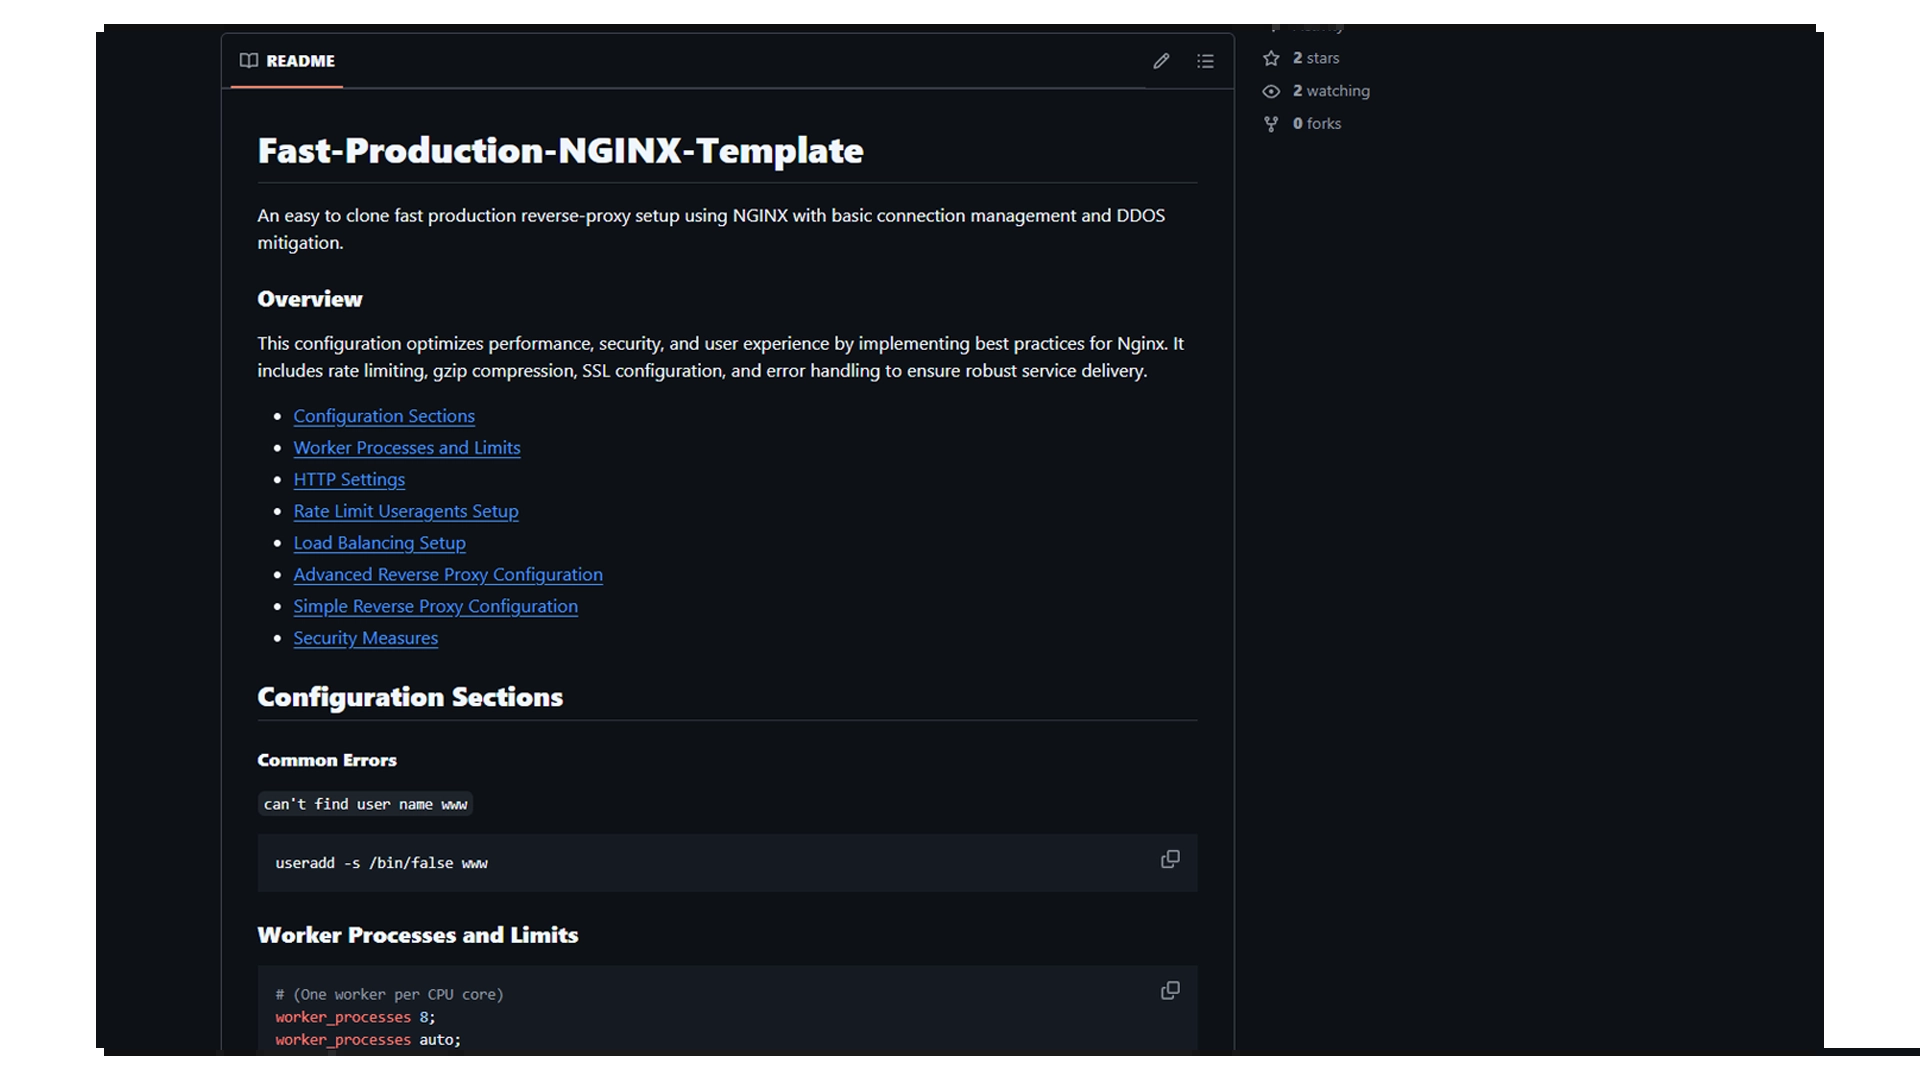 README
2 stars
2 watching
0 forks
Fast-Production-NGINX-Template
An easy to clone fast production reverse-proxy setup using NGINX with basic connection management and DDOS
mitigation.
Overview
This configuration optimizes performance, security, and user experience by implementing best practices for Nginx. It
includes rate limiting, gzip compression, SSL configuration, and error handling to ensure robust service delivery.
Configuration Sections
Worker Processes and Limits
HTTP Settings
Rate Limit Useragents Setup
Load Balancing Setup
Advanced Reverse Proxy Configuration
Simple Reverse Proxy Configuration
Security Measures
Configuration Sections
Common Errors
can't find user name www
useradd -s /bin/false www
Worker Processes and Limits
# (One worker per CPU core)
worker_processes 8;
worker_processes auto;